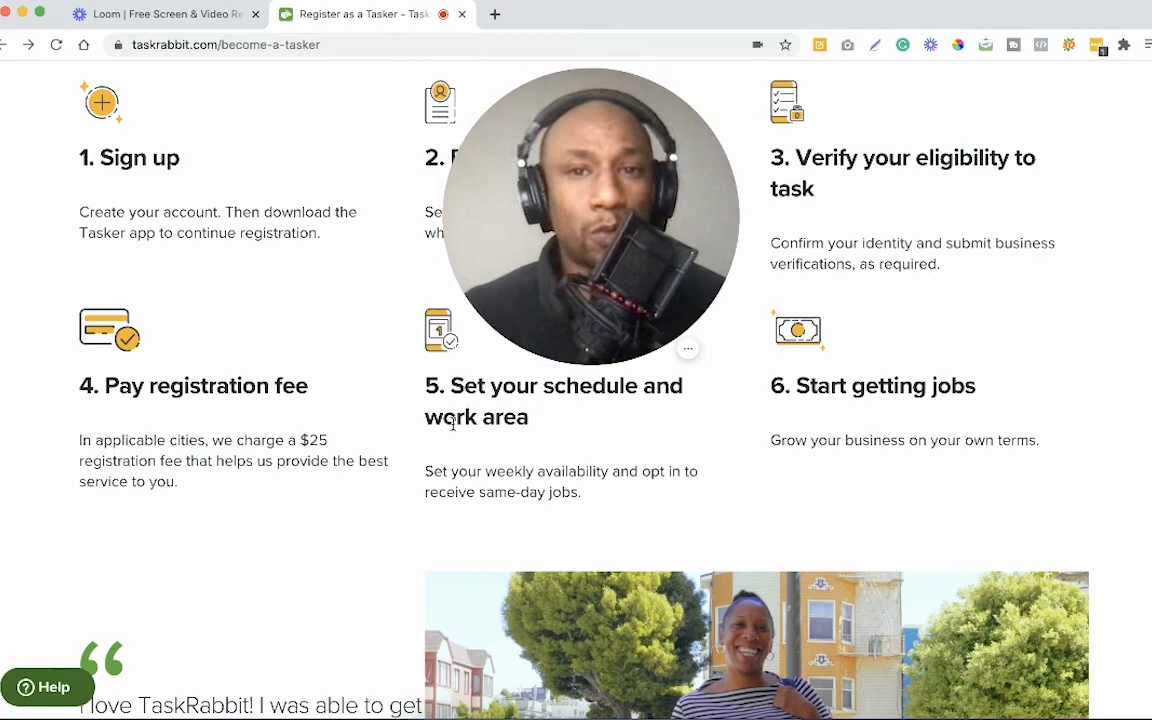 Loom | Free Screen & Video Re
Register as a Tasker - Task
taskrabbit.com/become-a-tasker
1. Sign up
Create your account. Then download the
Tasker app to continue registration.
2.
Se
wh
3. Verify your eligibility to
task
Confirm your identity and submit business
verifications, as required.
4. Pay registration fee
In applicable cities, we charge a $25
registration fee that helps us provide the best
service to you.
1
5. Set your schedule and
work area
Set your weekly availability and opt in to
receive same-day jobs.
6. Start getting jobs
Grow your business on your own terms.
“
I love TaskRabbit! I was able to get
Help